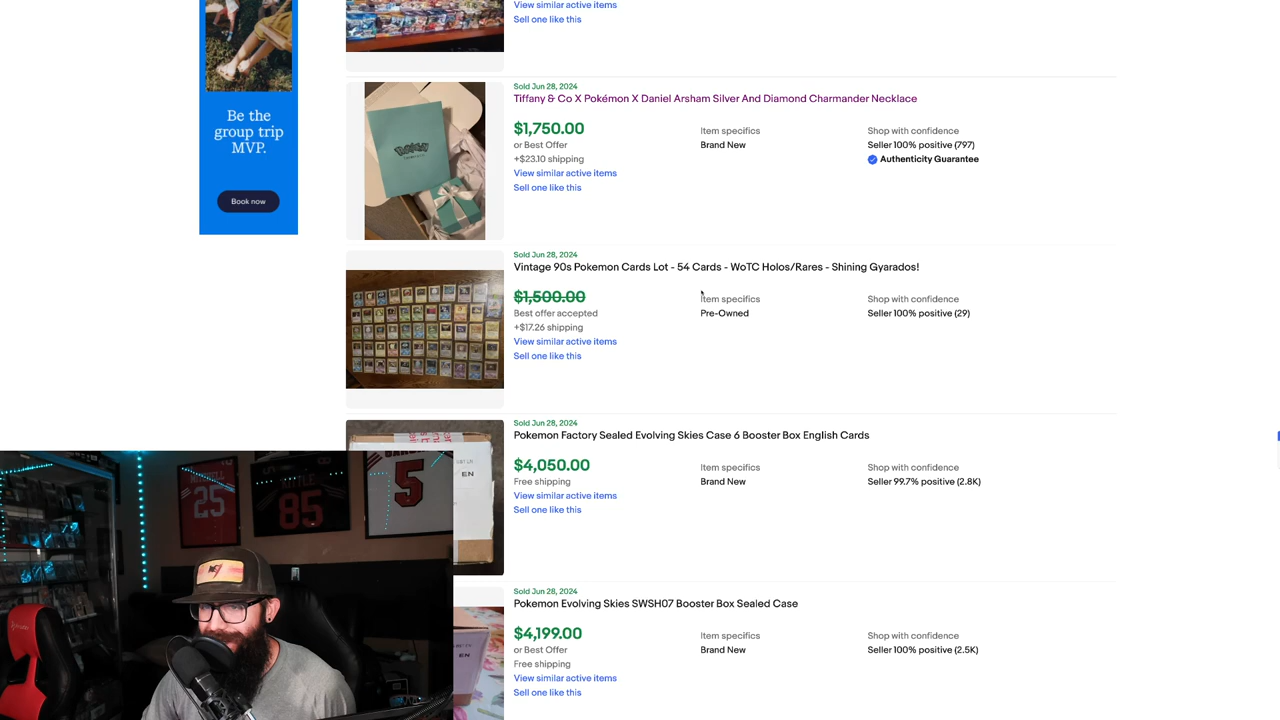 View similar active items
Sell one like this
Be the
group trip
MVP.
Book now
Sold Jun 28, 2024
Tiffany & Co X Pokémon X Daniel Arsham Silver And Diamond Charmander Necklace
$1,750.00
or Best Offer
+$23.10 shipping
View similar active items
Sell one like this
Item specifics
Brand New
Shop with confidence
Seller 100% positive (797)
Authenticity Guarantee
POKéMON
Sold Jun 28, 2024
Vintage 90s Pokemon Cards Lot - 54 Cards - WoTC Holos/Rares - Shining Gyarados!
$1,500.00
Best offer accepted
+$17.26 shipping
View similar active items
Sell one like this
Item specifics
Pre-Owned
Shop with confidence
Seller 100% positive (29)
Sold Jun 28, 2024
Pokemon Factory Sealed Evolving Skies Case 6 Booster Box English Cards
$4,050.00
Free shipping
View similar active items
Sell one like this
Item specifics
Brand New
Shop with confidence
Seller 99.7% positive (2.8K)
EN
Sold Jun 28, 2024
Pokemon Evolving Skies SWSH07 Booster Box Sealed Case
$4,199.00
or Best Offer
Free shipping
View similar active items
Sell one like this
Item specifics
Brand New
Shop with confidence
Seller 100% positive (2.5K)
EN
25
85
5